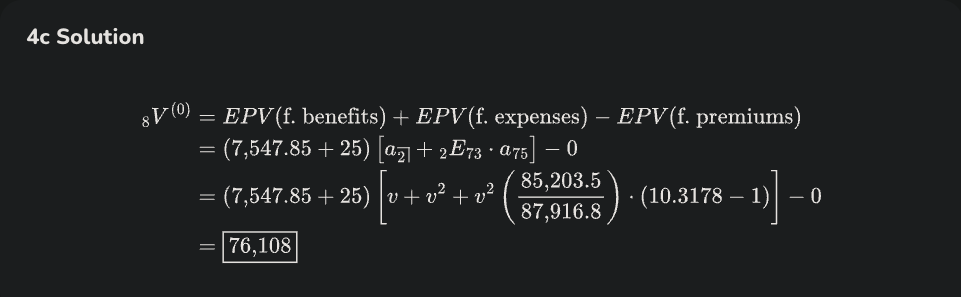 4c Solution
₈V⁽⁰⁾ = EPV(f. benefits) + EPV(f. expenses) − EPV(f. premiums)
= (7,547.85 + 25) [a_{2̅|} + ₂E₇₃ · a₇₅] − 0
= (7,547.85 + 25) [v + v² + v² (85,203.5 / 87,916.8) · (10.3178 − 1)] − 0
= 76,108